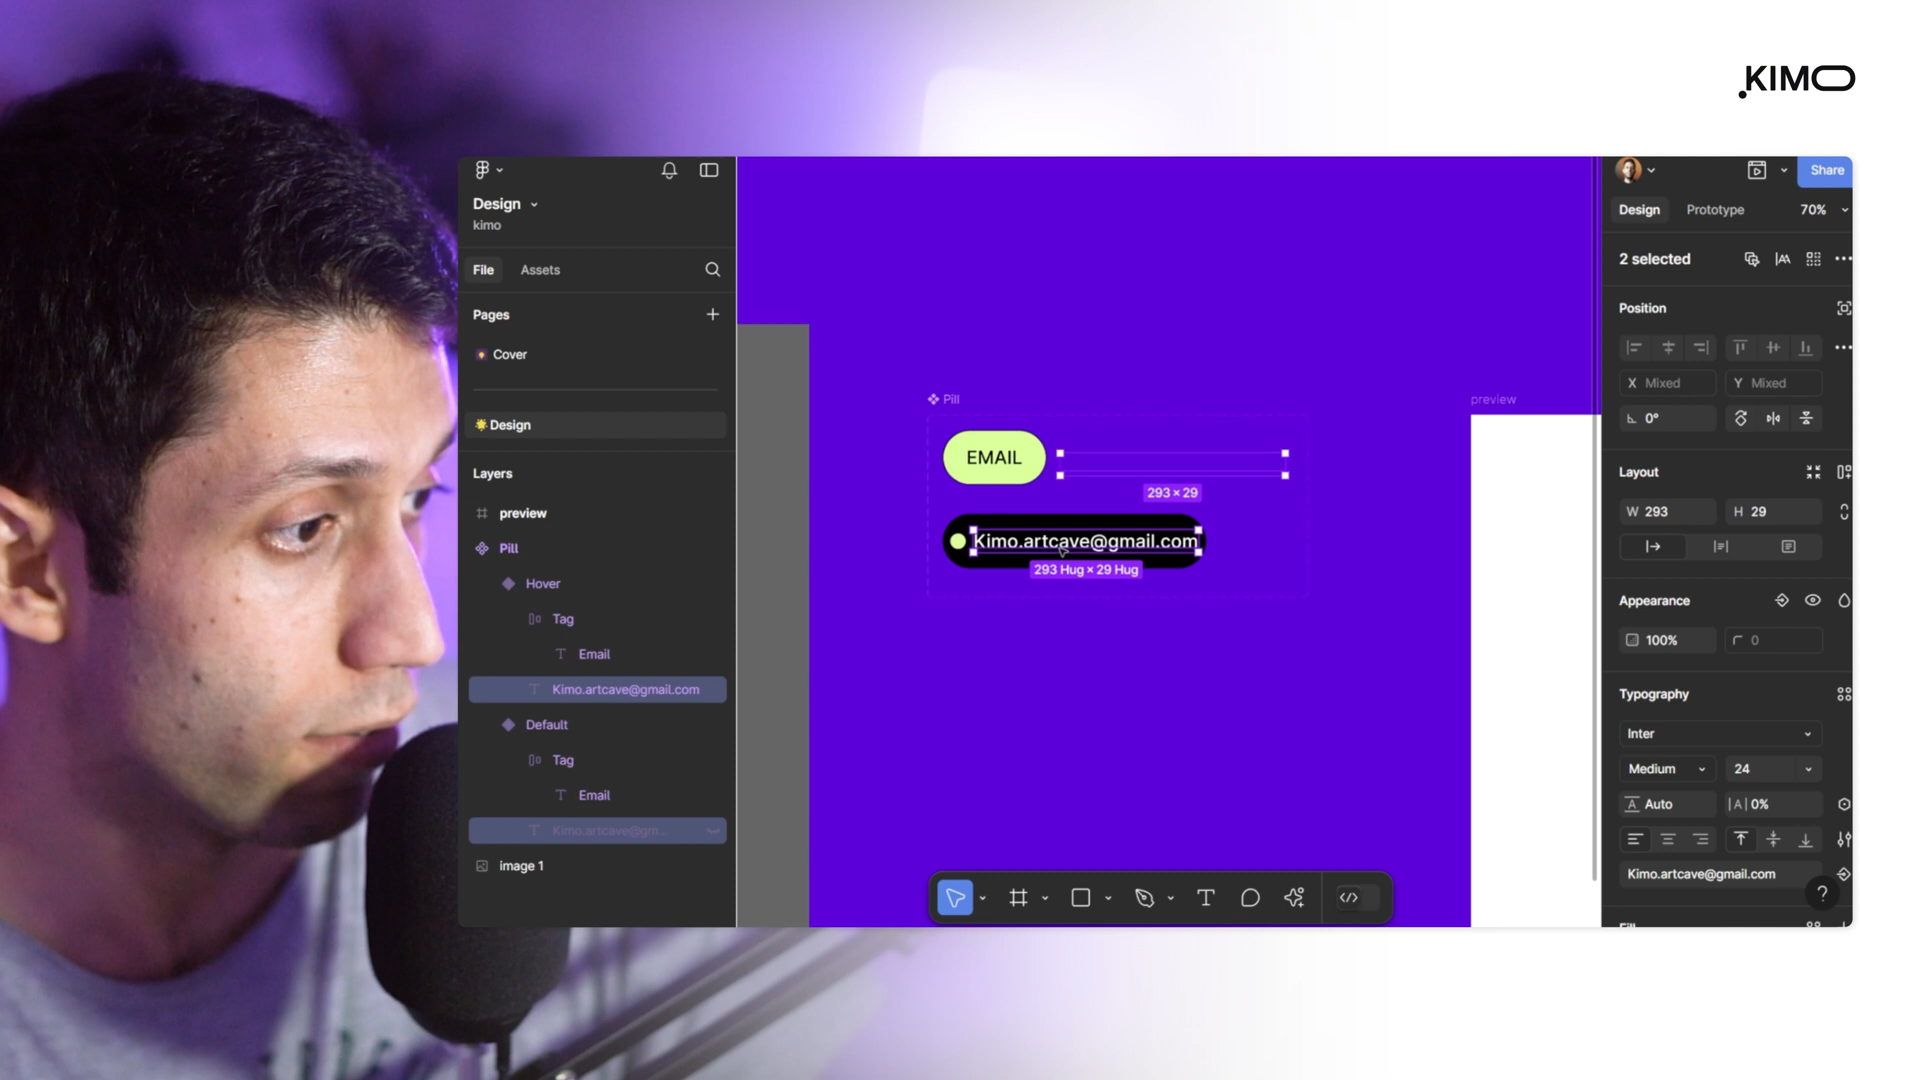 KIMO
Design
kimo
File
Assets
Pages
Cover
Design
Layers
preview
Pill
Hover
Tag
Email
Kimo.artcave@gmail.com
Default
Tag
Email
Kimo.artcave@gm...
image 1
Pill
EMAIL
293 × 29
Kimo.artcave@gmail.com
293 Hug × 29 Hug
preview
Share
Design
Prototype
70%
2 selected
Position
X Mixed
Y Mixed
0°
Layout
W 293
H 29
Appearance
100%
0
Typography
Inter
Medium
24
Auto
|A| 0%
Kimo.artcave@gmail.com
?